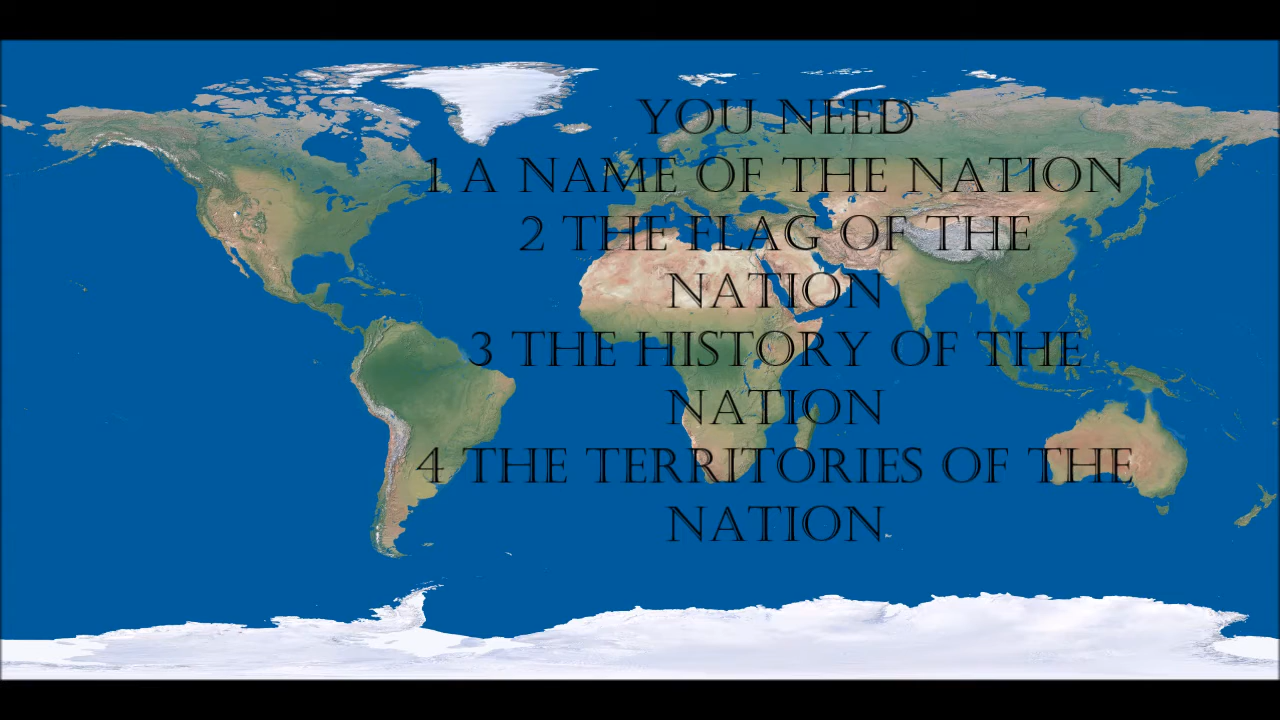 YOU NEED
1 A NAME OF THE NATION
2 THE FLAG OF THE
NATION
3 THE HISTORY OF THE
NATION
4 THE TERRITORIES OF THE
NATION